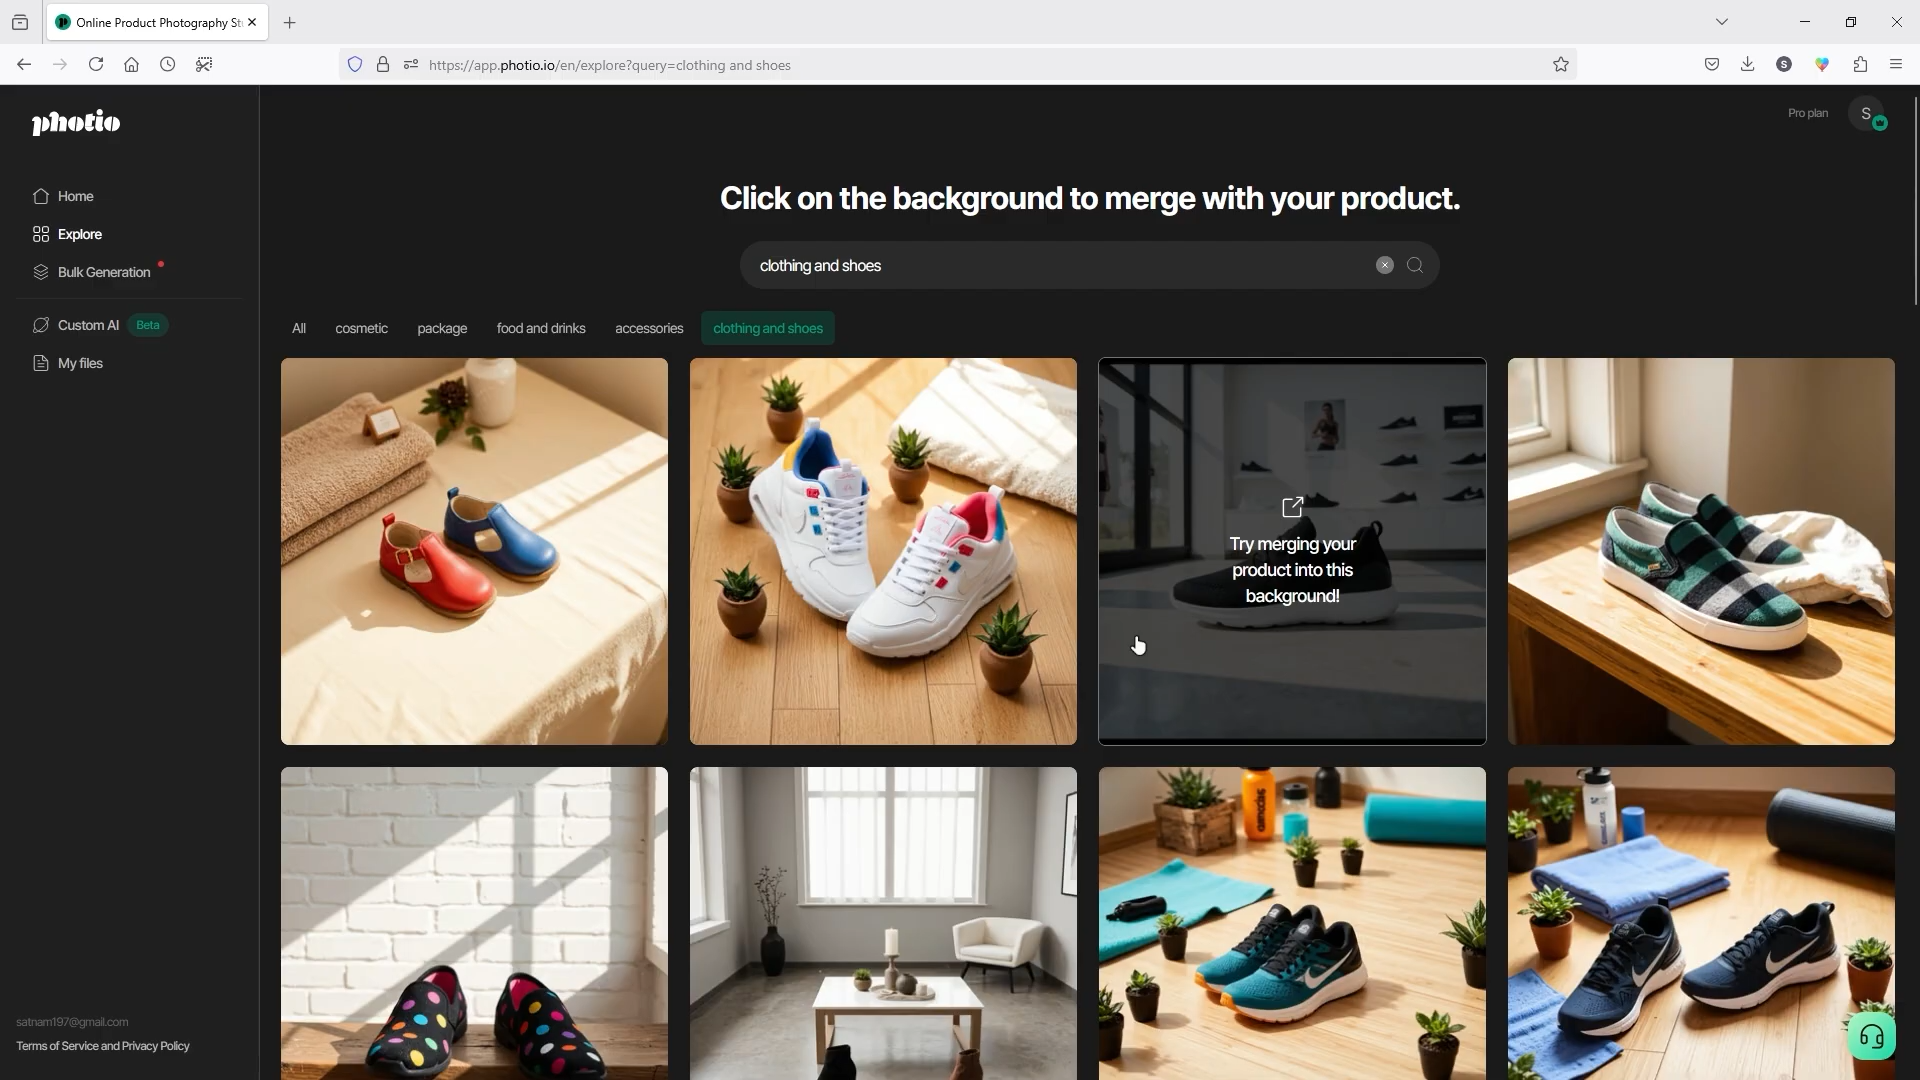 Online Product Photography St
https://app.photio.io/en/explore?query=clothing and shoes
S
photio
Pro plan
S
Home
Explore
Bulk Generation
Custom AI Beta
My files
Click on the background to merge with your product.
clothing and shoes
All cosmetic package food and drinks accessories clothing and shoes
Try merging your
product into this
background!
satnam197@gmail.com
Terms of Service and Privacy Policy